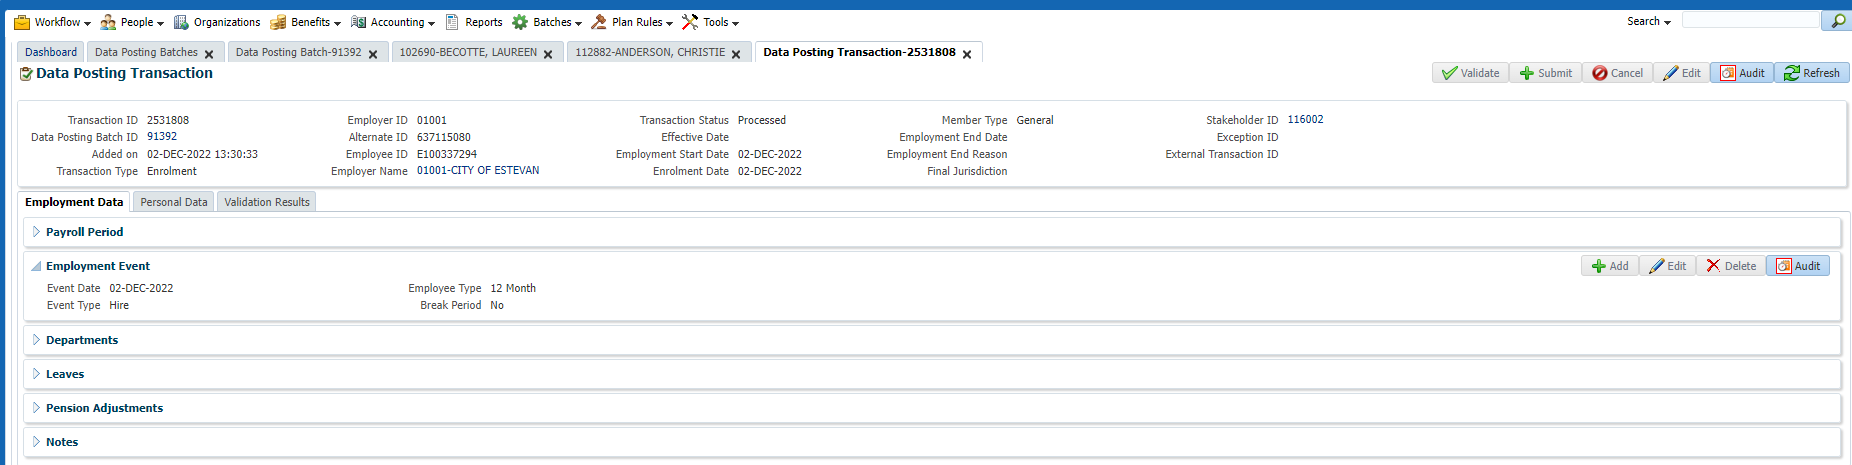 Workflow People Organizations Benefits Accounting Reports Batches Plan Rules Tools Search
Dashboard Data Posting Batches Data Posting Batch-91392 102690-BECOTTE, LAUREEN 112882-ANDERSON, CHRISTIE Data Posting Transaction-2531808
Data Posting Transaction Validate Submit Cancel Edit Audit Refresh
Transaction ID 2531808 Employer ID 01001 Transaction Status Processed Member Type General Stakeholder ID 116002
Data Posting Batch ID 91392 Alternate ID 637115080 Effective Date Employment End Date Exception ID
Added on 02-DEC-2022 13:30:33 Employee ID E100337294 Employment Start Date 02-DEC-2022 Employment End Reason External Transaction ID
Transaction Type Enrolment Employer Name 01001-CITY OF ESTEVAN Enrolment Date 02-DEC-2022 Final Jurisdiction
Employment Data Personal Data Validation Results
Payroll Period
Employment Event Add Edit Delete Audit
Event Date 02-DEC-2022 Employee Type 12 Month
Event Type Hire Break Period No
Departments
Leaves
Pension Adjustments
Notes